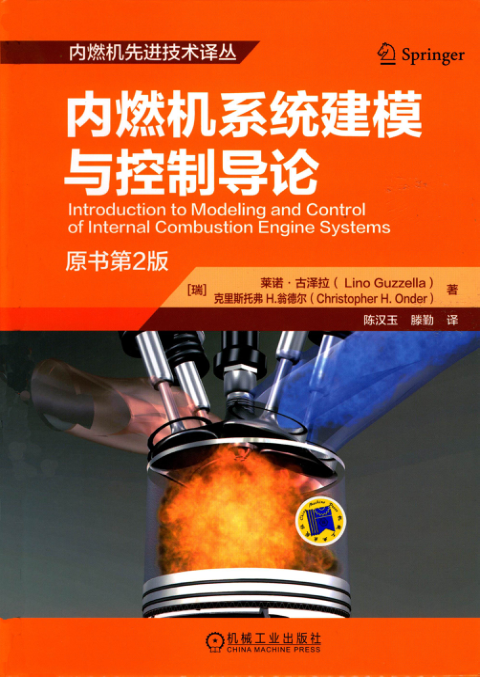 内燃机先进技术译丛
Springer
内燃机系统建模
与控制导论
Introduction to Modeling and Control
of Internal Combustion Engine Systems
原书第2版
[瑞] 莱诺·古泽拉( Lino Guzzella)
克里斯托弗 H.翁德尔(Christopher H. Onder) 著
陈汉玉 滕勤 译
机械工业出版社
CHINA MACHINE PRESS